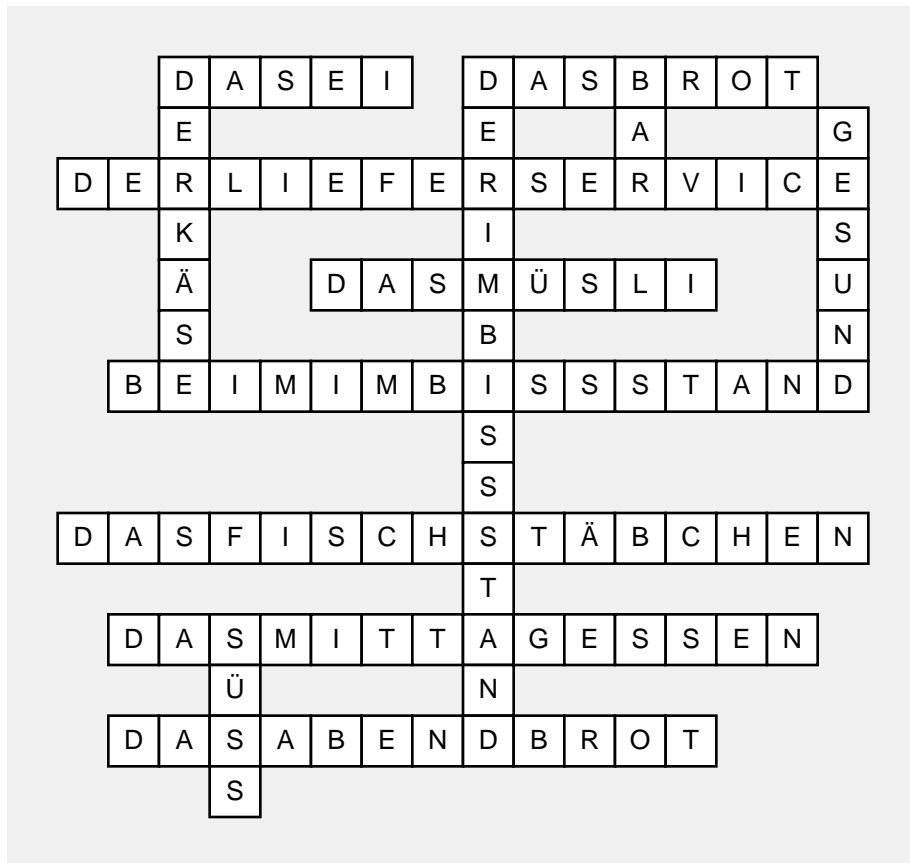 DASEI DASBROT
E E A G
DERLIEFERSERVICE
K I S
Ä DASMÜSLI U
S B N
BEIMIMBISSSTAND
S
S
DASFISCHSTÄBCHEN
T
DASMITTAGESSEN
Ü N
DASABENDBROT
S